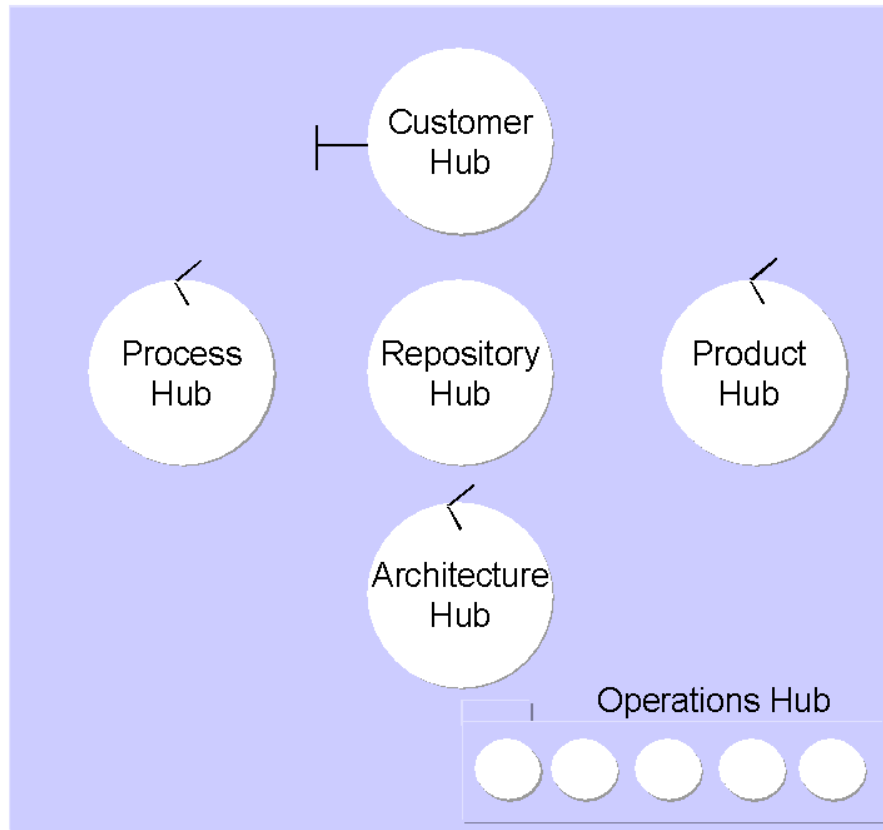 Customer
Hub
Process
Hub
Repository
Hub
Product
Hub
Architecture
Hub
Operations Hub